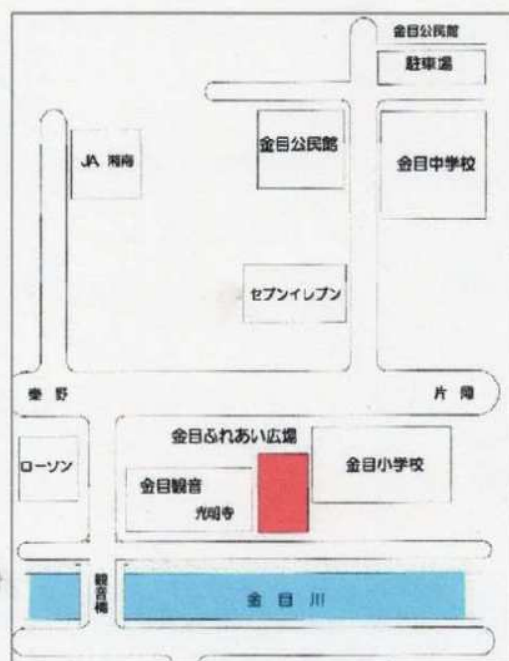 金目公民館
駐車場
JA 湘南
金目公民館
金目中学校
セブンイレブン
秦野
片岡
金目ふれあい広場
ローソン
金目観音
光明寺
金目小学校
観音橋
金目川